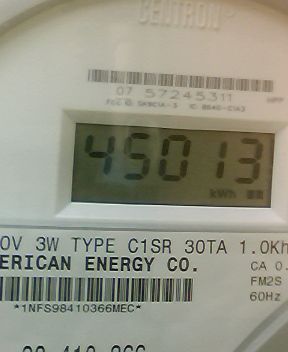 CENTRON
07 57245311
45013
kWh
0V 3W TYPE C1SR 30TA 1.0Kh
ERICAN ENERGY CO.
CA 0.
FM2S
60Hz
*1NFS98410366MEC*